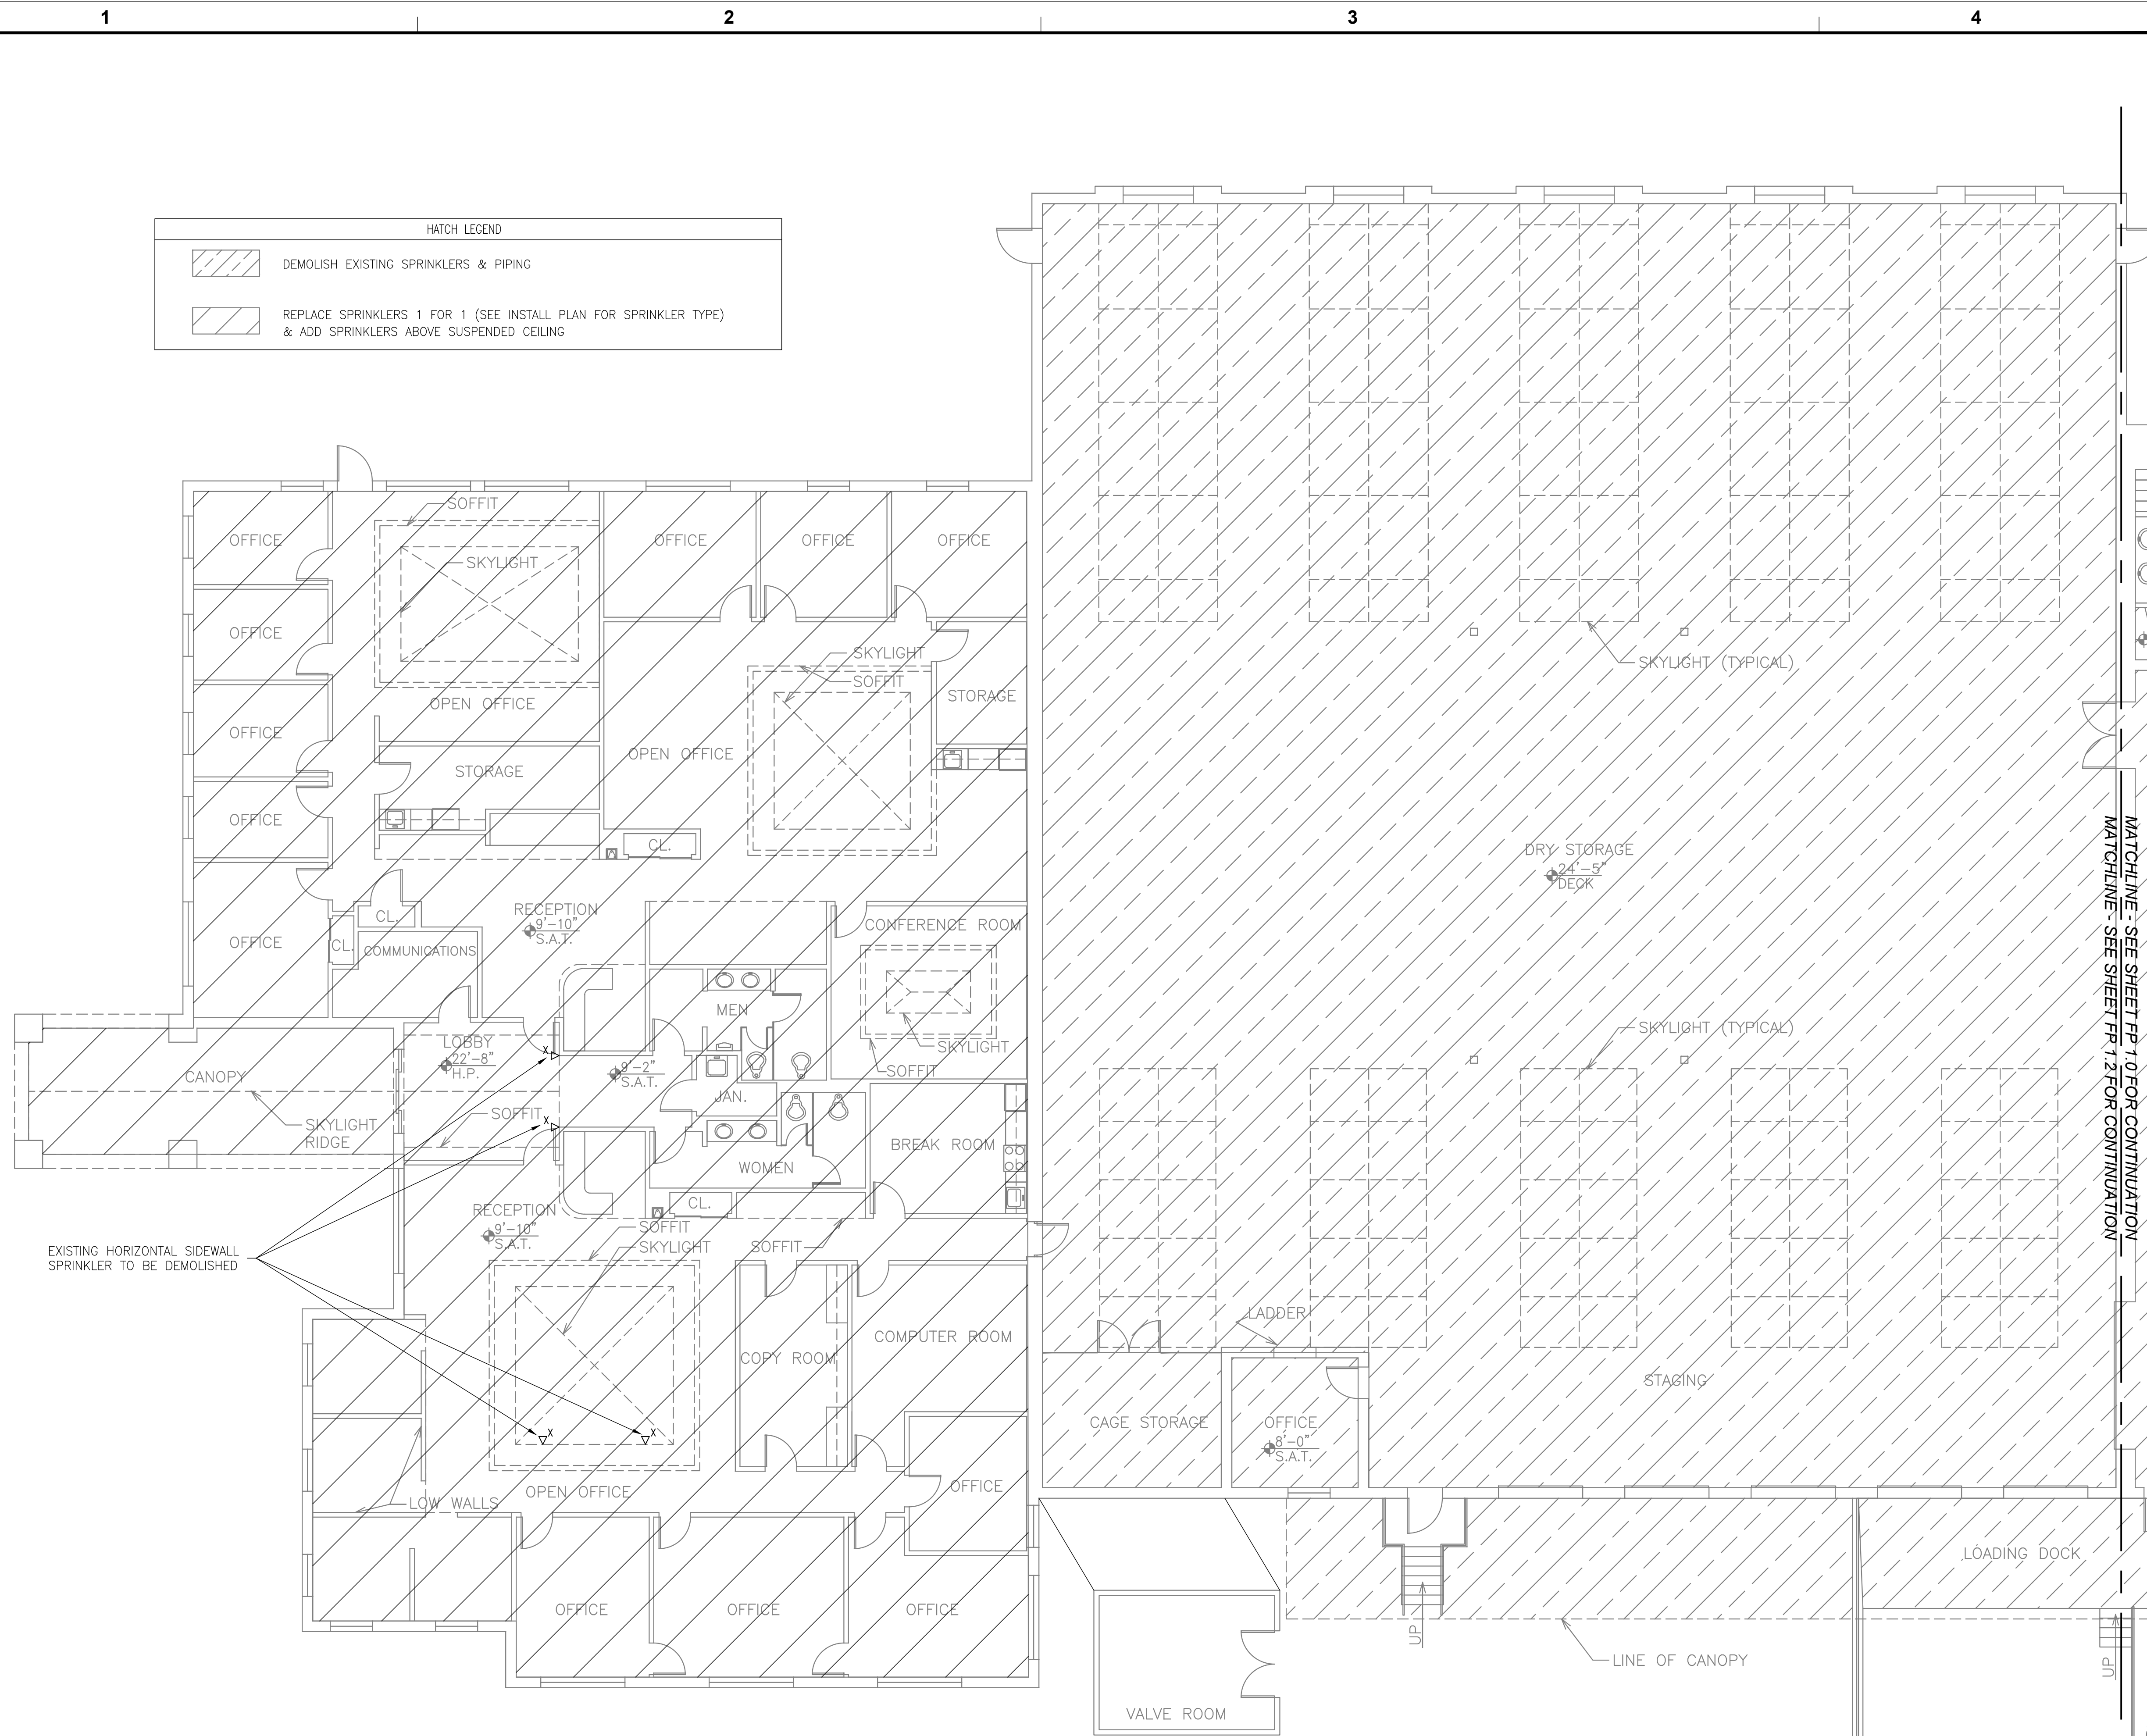 1
2
3
4
HATCH LEGEND
DEMOLISH EXISTING SPRINKLERS & PIPING
REPLACE SPRINKLERS 1 FOR 1 (SEE INSTALL PLAN FOR SPRINKLER TYPE)
& ADD SPRINKLERS ABOVE SUSPENDED CEILING
SOFFIT
OFFICE
SKYLIGHT
OFFICE
OFFICE
OFFICE
OFFICE
SKYLIGHT
SOFFIT
SKYLIGHT (TYPICAL)
STORAGE
OPEN OFFICE
OFFICE
OPEN OFFICE
STORAGE
OFFICE
CL.
DRY STORAGE
24'-5"
DECK
MATCHLINE - SEE SHEET FP 1.2 FOR CONTINUATION
MATCHLINE - SEE SHEET FP 1.0 FOR CONTINUATION
RECEPTION
9'-10"
S.A.T.
CL.
CONFERENCE ROOM
OFFICE
CL.
COMMUNICATIONS
MEN
SKYLIGHT (TYPICAL)
LOBBY
22'-8"
H.P.
X
SKYLIGHT
9'-2"
S.A.T.
SOFFIT
CANOPY
JAN.
SOFFIT
X
SKYLIGHT
RIDGE
BREAK ROOM
WOMEN
CL.
RECEPTION
9'-10"
S.A.T.
SOFFIT
SKYLIGHT
SOFFIT
EXISTING HORIZONTAL SIDEWALL
SPRINKLER TO BE DEMOLISHED
LADDER
COMPUTER ROOM
COPY ROOM
STAGING
CAGE STORAGE
OFFICE
8'-0"
S.A.T.
X
X
OFFICE
OPEN OFFICE
LOW WALLS
LOADING DOCK
OFFICE
OFFICE
OFFICE
UP
LINE OF CANOPY
UP
VALVE ROOM